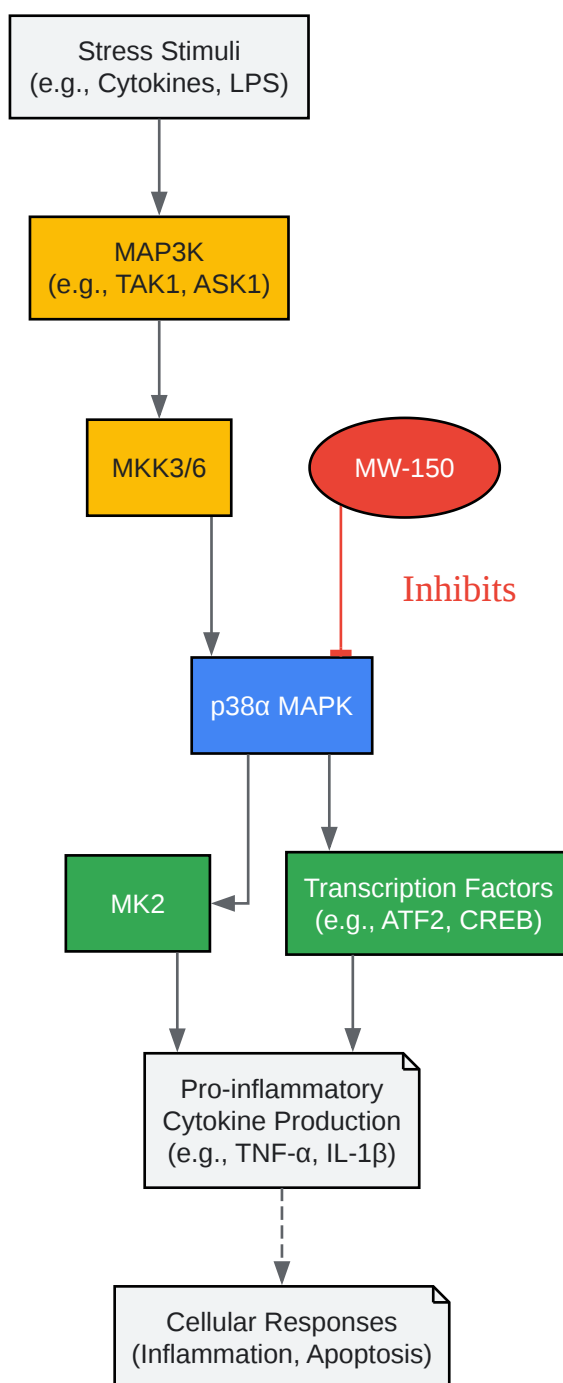 Stress Stimuli
(e.g., Cytokines, LPS)
MAP3K
(e.g., TAK1, ASK1)
MKK3/6
MW-150
Inhibits
p38α MAPK
MK2
Transcription Factors
(e.g., ATF2, CREB)
Pro-inflammatory
Cytokine Production
(e.g., TNF-α, IL-1β)
Cellular Responses
(Inflammation, Apoptosis)